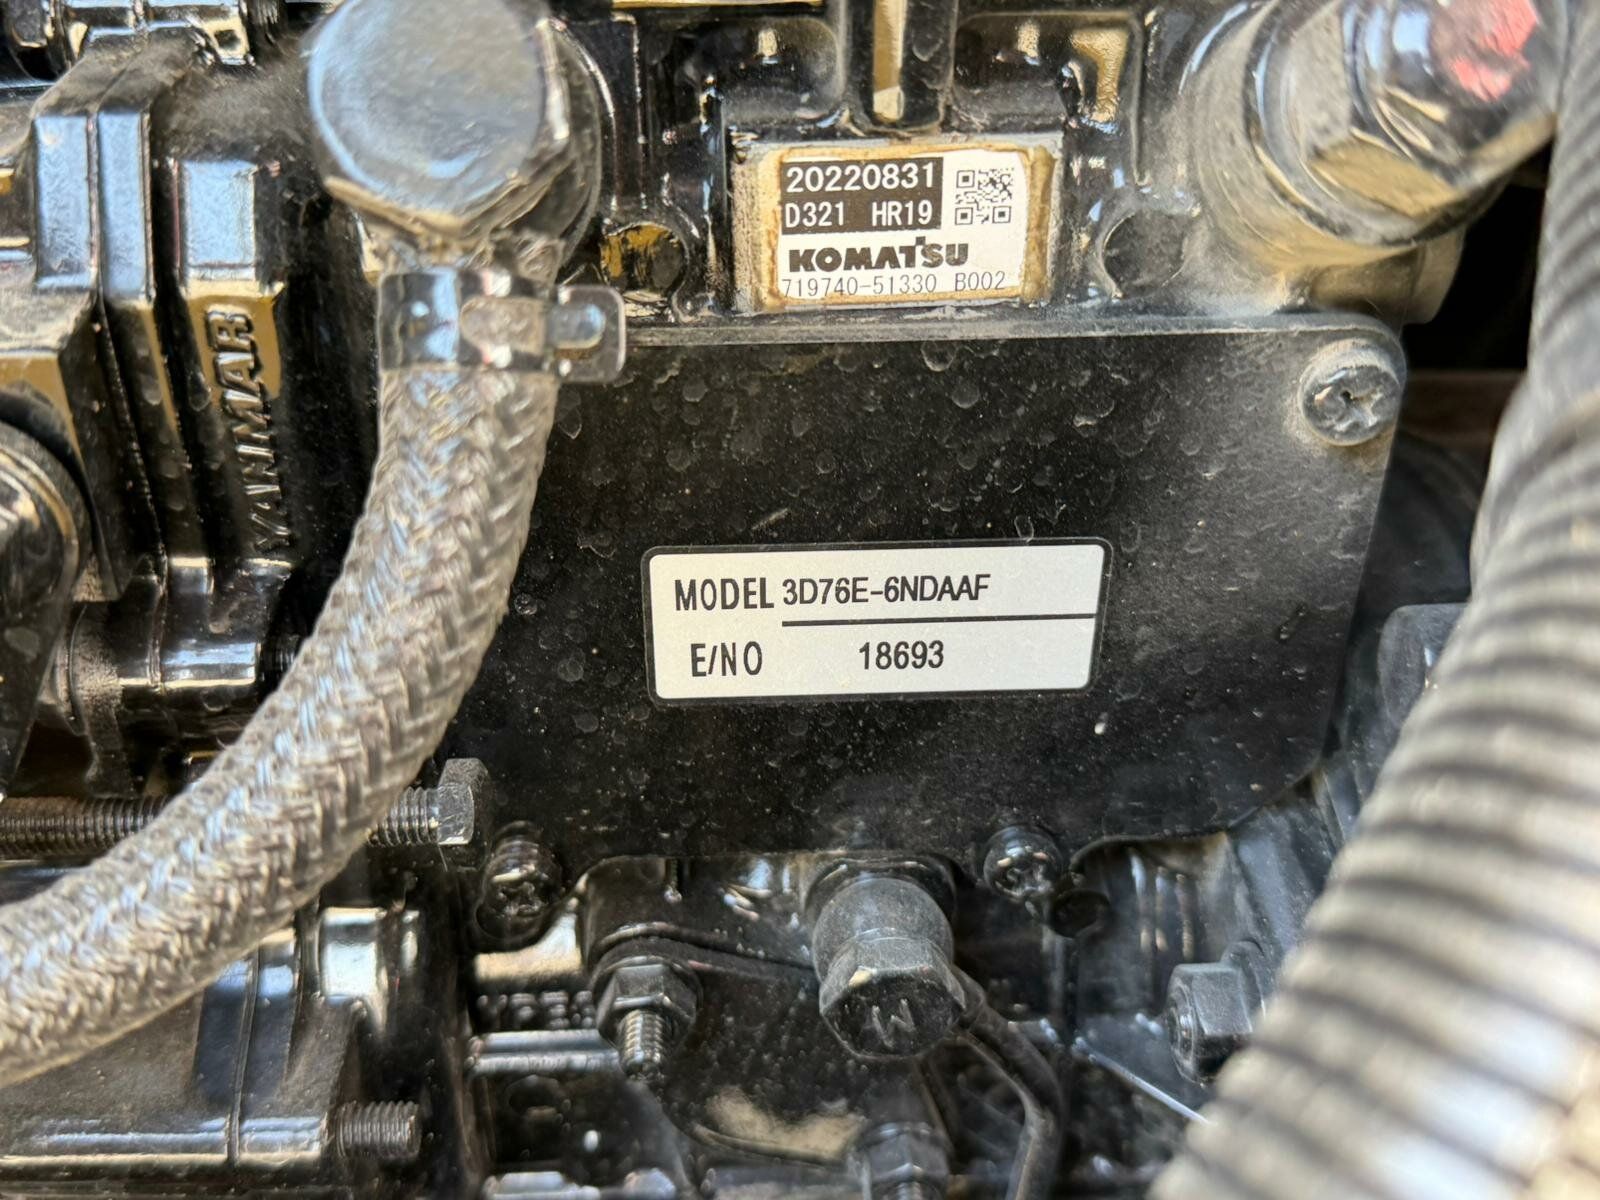 20220831
D321 HR19
KOMATSU
719740-51330 B002
YANMAR
MODEL 3D76E-6NDAAF
E/NO 18693
M